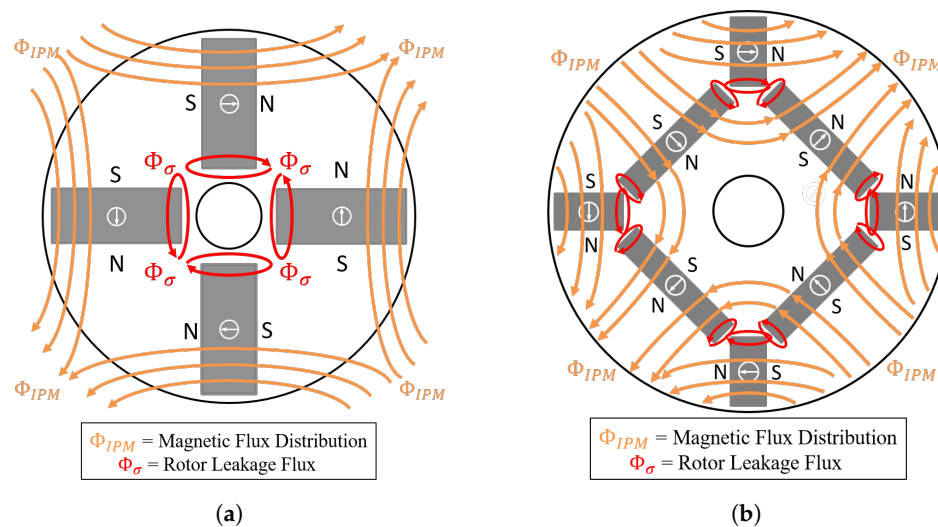 Φ_IPM Φ_IPM
S N
Φ_σ Φ_σ
S N
N S
Φ_σ Φ_σ
N S
Φ_IPM Φ_IPM
Φ_IPM = Magnetic Flux Distribution
Φ_σ = Rotor Leakage Flux
(a)
Φ_IPM Φ_IPM
S N
S N
N S
S N
N S
S N
N S
N S
Φ_IPM Φ_IPM
Φ_IPM = Magnetic Flux Distribution
Φ_σ = Rotor Leakage Flux
(b)